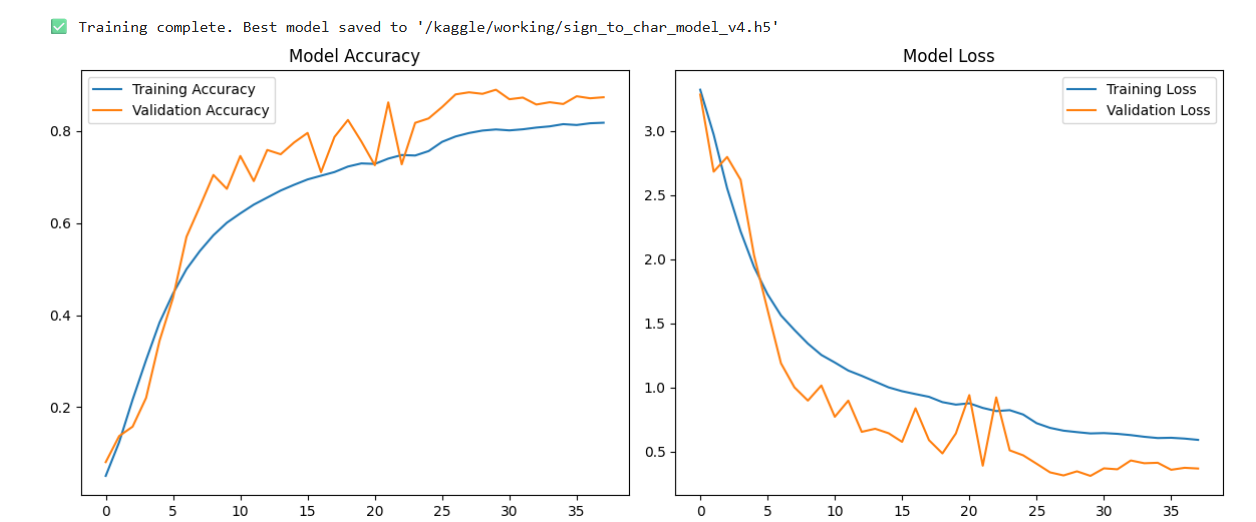 ✅ Training complete. Best model saved to '/kaggle/working/sign_to_char_model_v4.h5'
Model Accuracy
Training Accuracy
Validation Accuracy
0.8
0.6
0.4
0.2
0 5 10 15 20 25 30 35
Model Loss
Training Loss
Validation Loss
3.0
2.5
2.0
1.5
1.0
0.5
0 5 10 15 20 25 30 35